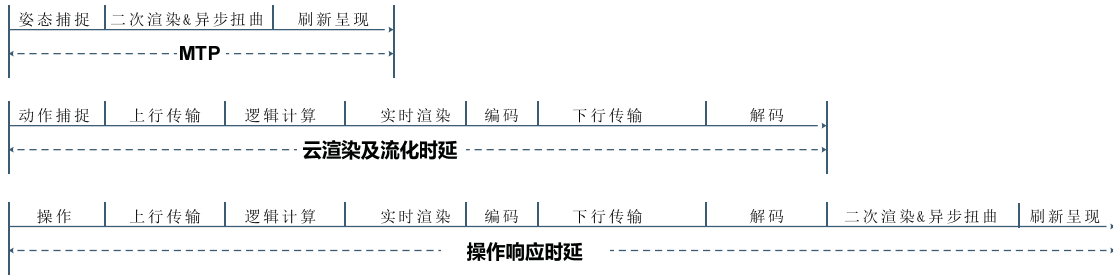 姿态捕捉 二次渲染&异步扭曲 刷新呈现
MTP
动作捕捉 上行传输 逻辑计算 实时渲染 编码 下行传输 解码
云渲染及流化时延
操作 上行传输 逻辑计算 实时渲染 编码 下行传输 解码 二次渲染&异步扭曲 刷新呈现
操作响应时延